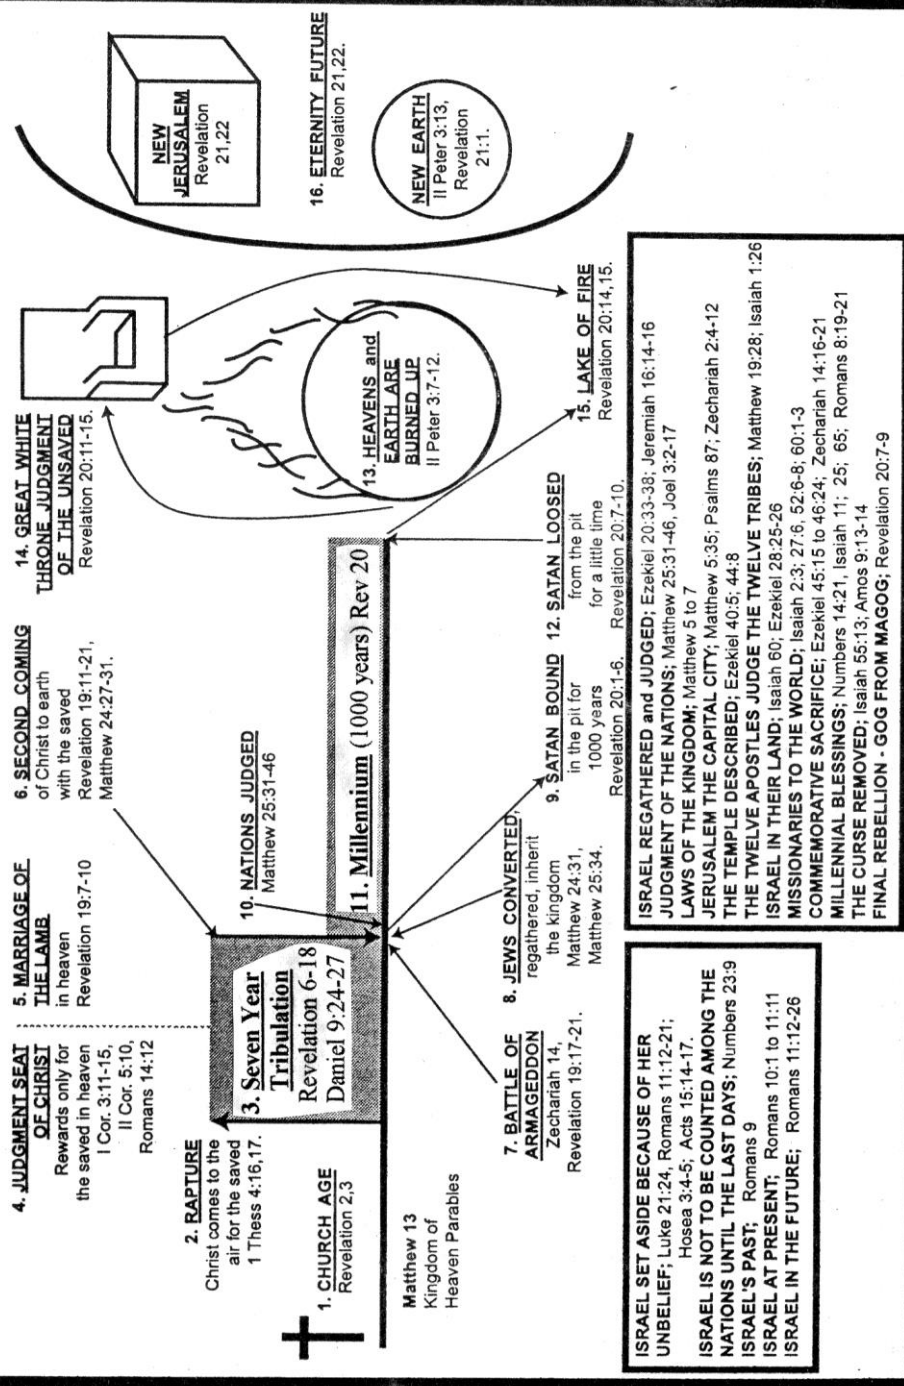 4. JUDGMENT SEAT
OF CHRIST
Rewards only for
the saved in heaven
I Cor. 3:11-15,
II Cor. 5:10,
Romans 14:12
5. MARRIAGE OF
THE LAMB
in heaven
Revelation 19:7-10
6. SECOND COMING
of Christ to earth
with the saved
Revelation 19:11-21,
Matthew 24:27-31.
14. GREAT WHITE
THRONE JUDGMENT
OF THE UNSAVED
Revelation 20:11-15.
NEW
JERUSALEM
Revelation
21,22
16. ETERNITY FUTURE
Revelation 21,22.
NEW EARTH
II Peter 3:13,
Revelation
21:1.
2. RAPTURE
Christ comes to the
air for the saved
1 Thess 4:16,17.
3. Seven Year
Tribulation
Revelation 6-18
Daniel 9:24-27
10. NATIONS JUDGED
Matthew 25:31-46
11. Millennium (1000 years) Rev 20
13. HEAVENS and
EARTH ARE
BURNED UP
II Peter 3:7-12.
1. CHURCH AGE
Revelation 2,3
Matthew 13
Kingdom of
Heaven Parables
7. BATTLE OF
ARMAGEDDON
Zechariah 14,
Revelation 19:17-21.
8. JEWS CONVERTED,
regathered, inherit
the kingdom
Matthew 24:31,
Matthew 25:34.
9. SATAN BOUND
in the pit for
1000 years
Revelation 20:1-6.
12. SATAN LOOSED
from the pit
for a little time
Revelation 20:7-10.
15. LAKE OF FIRE
Revelation 20:14,15.
ISRAEL SET ASIDE BECAUSE OF HER
UNBELIEF; Luke 21:24, Romans 11:12-21;
Hosea 3:4-5; Acts 15:14-17.
ISRAEL IS NOT TO BE COUNTED AMONG THE
NATIONS UNTIL THE LAST DAYS; Numbers 23:9
ISRAEL'S PAST; Romans 9
ISRAEL AT PRESENT; Romans 10:1 to 11:11
ISRAEL IN THE FUTURE; Romans 11:12-26
ISRAEL REGATHERED and JUDGED; Ezekiel 20:33-38; Jeremiah 16:14-16
JUDGMENT OF THE NATIONS; Matthew 25:31-46, Joel 3:2-17
LAWS OF THE KINGDOM; Matthew 5 to 7
JERUSALEM THE CAPITAL CITY; Matthew 5:35; Psalms 87; Zechariah 2:4-12
THE TEMPLE DESCRIBED; Ezekiel 40:5; 44:8
THE TWELVE APOSTLES JUDGE THE TWELVE TRIBES; Matthew 19:28; Isaiah 1:26
ISRAEL IN THEIR LAND; Isaiah 60; Ezekiel 28:25-26
MISSIONARIES TO THE WORLD; Isaiah 2:3; 27:6, 52:6-8; 60:1-3
COMMEMORATIVE SACRIFICE; Ezekiel 45:15 to 46:24; Zechariah 14:16-21
MILLENNIAL BLESSINGS; Numbers 14:21, Isaiah 11; 25; 65; Romans 8:19-21
THE CURSE REMOVED; Isaiah 55:13; Amos 9:13-14
FINAL REBELLION - GOG FROM MAGOG; Revelation 20:7-9